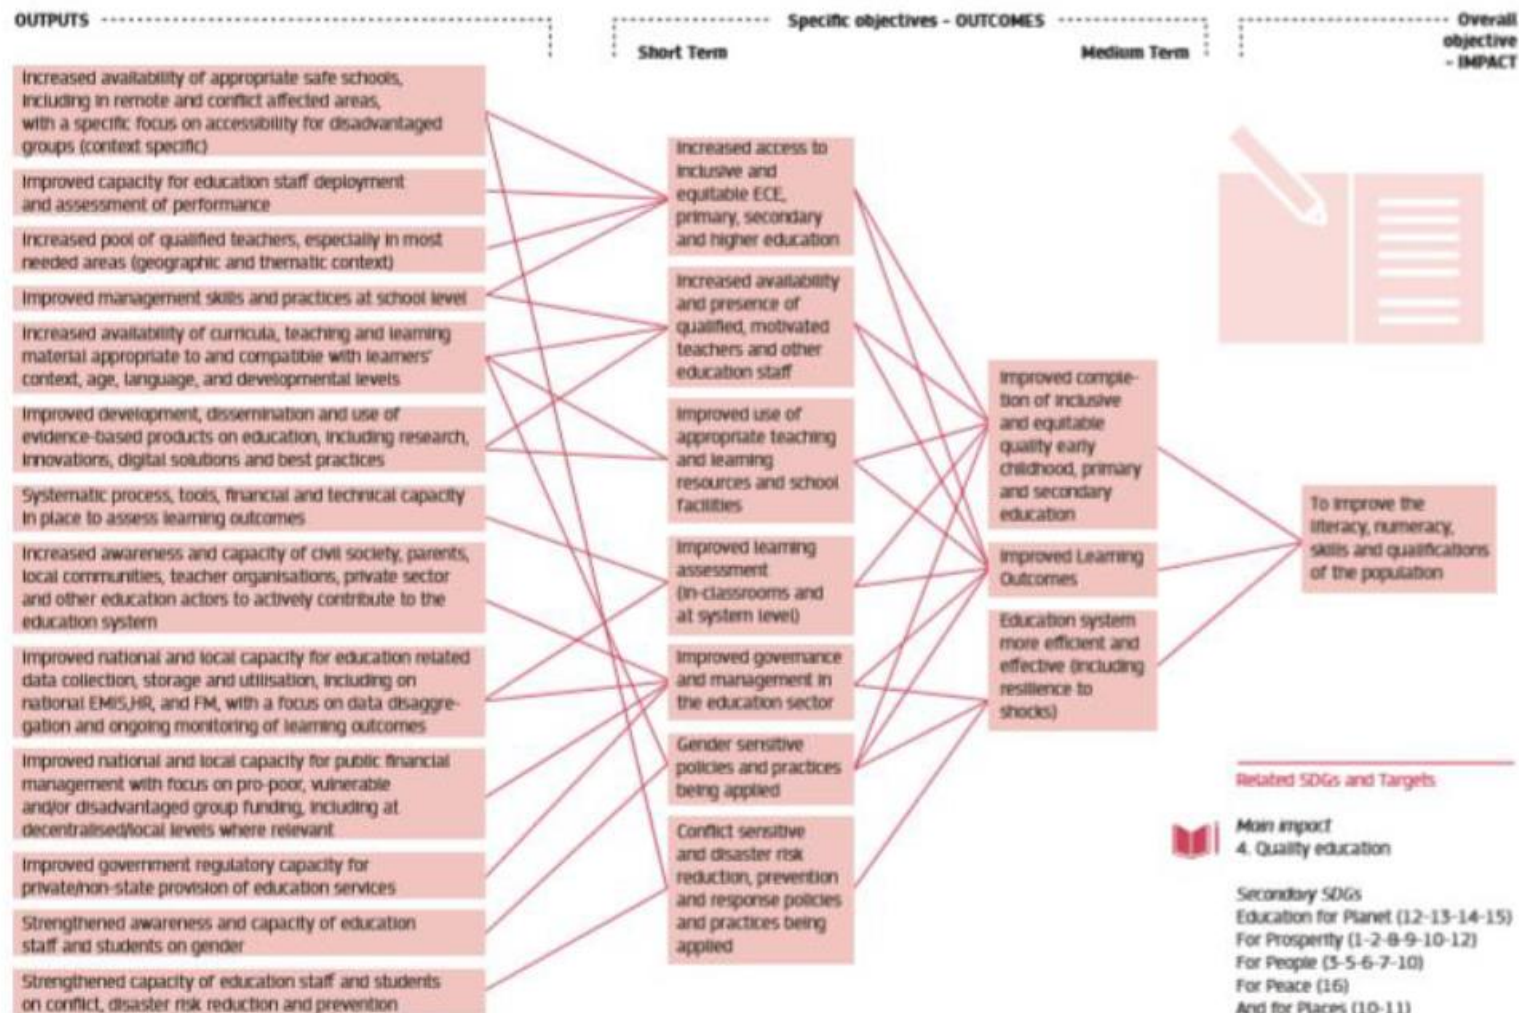 OUTPUTS
Specific objectives - OUTCOMES
Overall
objective
- IMPACT
Short Term
Medium Term
Increased availability of appropriate safe schools,
including in remote and conflict affected areas,
with a specific focus on accessibility for disadvantaged
groups (context specific)
Improved capacity for education staff deployment
and assessment of performance
Increased pool of qualified teachers, especially in most
needed areas (geographic and thematic context)
Improved management skills and practices at school level
Increased availability of curricula, teaching and learning
material appropriate to and compatible with learners'
context, age, language, and developmental levels
Improved development, dissemination and use of
evidence-based products on education, including research,
innovations, digital solutions and best practices
Systematic process, tools, financial and technical capacity
in place to assess learning outcomes
Increased awareness and capacity of civil society, parents,
local communities, teacher organisations, private sector
and other education actors to actively contribute to the
education system
Improved national and local capacity for education related
data collection, storage and utilisation, including on
national EMIS,HR, and FM, with a focus on data disaggre-
gation and ongoing monitoring of learning outcomes
Improved national and local capacity for public financial
management with focus on pro-poor, vulnerable
and/or disadvantaged group funding, including at
decentralised/local levels where relevant
Improved government regulatory capacity for
private/non-state provision of education services
Strengthened awareness and capacity of education
staff and students on gender
Strengthened capacity of education staff and students
on conflict, disaster risk reduction and prevention
Increased access to
inclusive and
equitable ECE,
primary, secondary
and higher education
Increased availability
and presence of
qualified, motivated
teachers and other
education staff
Improved use of
appropriate teaching
and learning
resources and school
facilities
Improved learning
assessment
(in-classrooms and
at system level)
Improved governance
and management in
the education sector
Gender sensitive
policies and practices
being applied
Conflict sensitive
and disaster risk
reduction, prevention
and response policies
and practices being
applied
Improved comple-
tion of inclusive
and equitable
quality early
childhood, primary
and secondary
education
Improved Learning
Outcomes
Education system
more efficient and
effective (including
resilience to
shocks)
To improve the
literacy, numeracy,
skills and qualifications
of the population
Related SDGs and Targets
Main impact
4. Quality education
Secondary SDGs
Education for Planet (12-13-14-15)
For Prosperity (1-2-8-9-10-12)
For People (3-5-6-7-10)
For Peace (16)
And for Places (10-11)